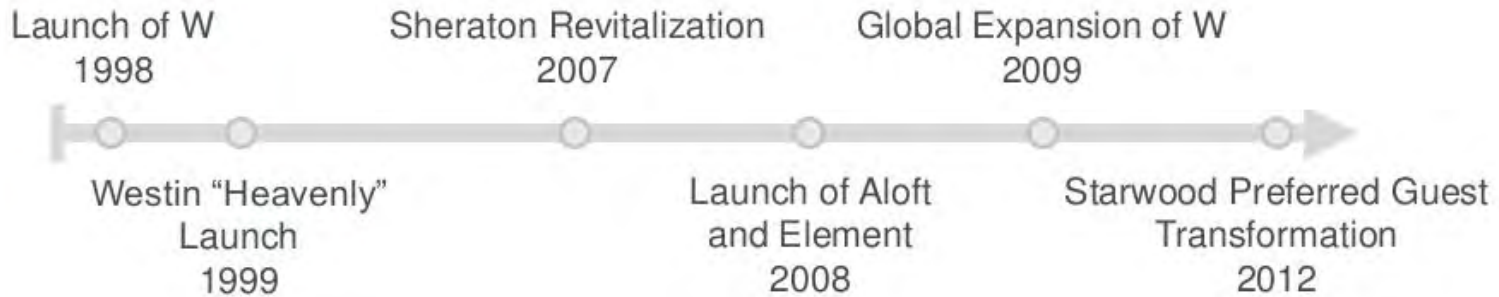 Launch of W
1998
Sheraton Revitalization
2007
Global Expansion of W
2009
Westin “Heavenly”
Launch
1999
Launch of Aloft
and Element
2008
Starwood Preferred Guest
Transformation
2012